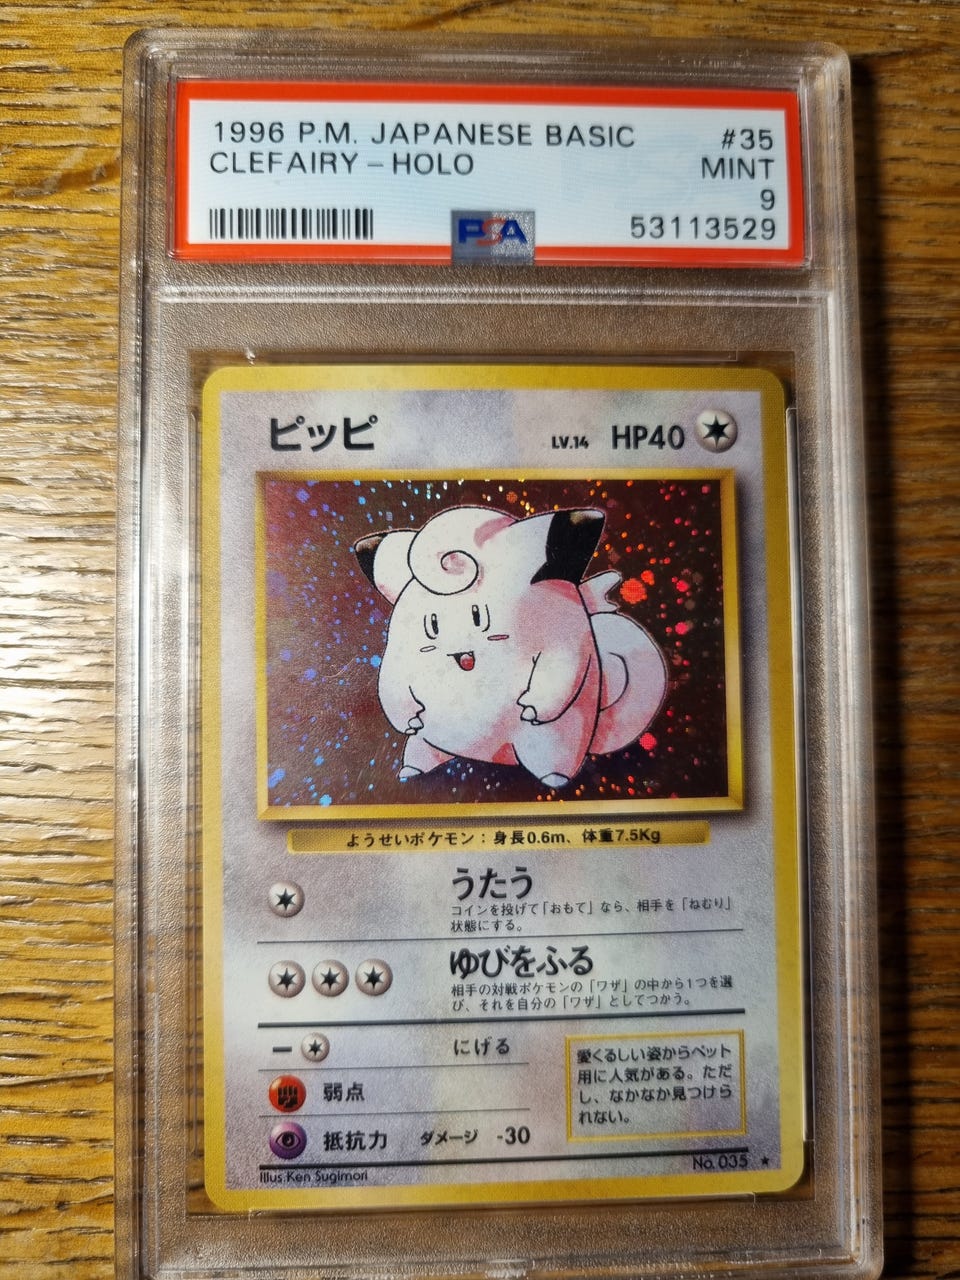 1996 P.M. JAPANESE BASIC #35
CLEFAIRY - HOLO MINT
9
PSA 53113529
ピッピ LV.14 HP40
ようせいポケモン：身長0.6m、体重7.5Kg
うたう
コインを投げて「おもて」なら、相手を「ねむり」
状態にする。
ゆびをふる
相手の対戦ポケモンの「ワザ」の中から1つを選
び、それを自分の「ワザ」としてつかう。
— にげる
弱点
抵抗力 ダメージ -30
愛くるしい姿からペット
用に人気がある。ただ
し、なかなか見つけら
れない。
Illus. Ken Sugimori No. 035 ★